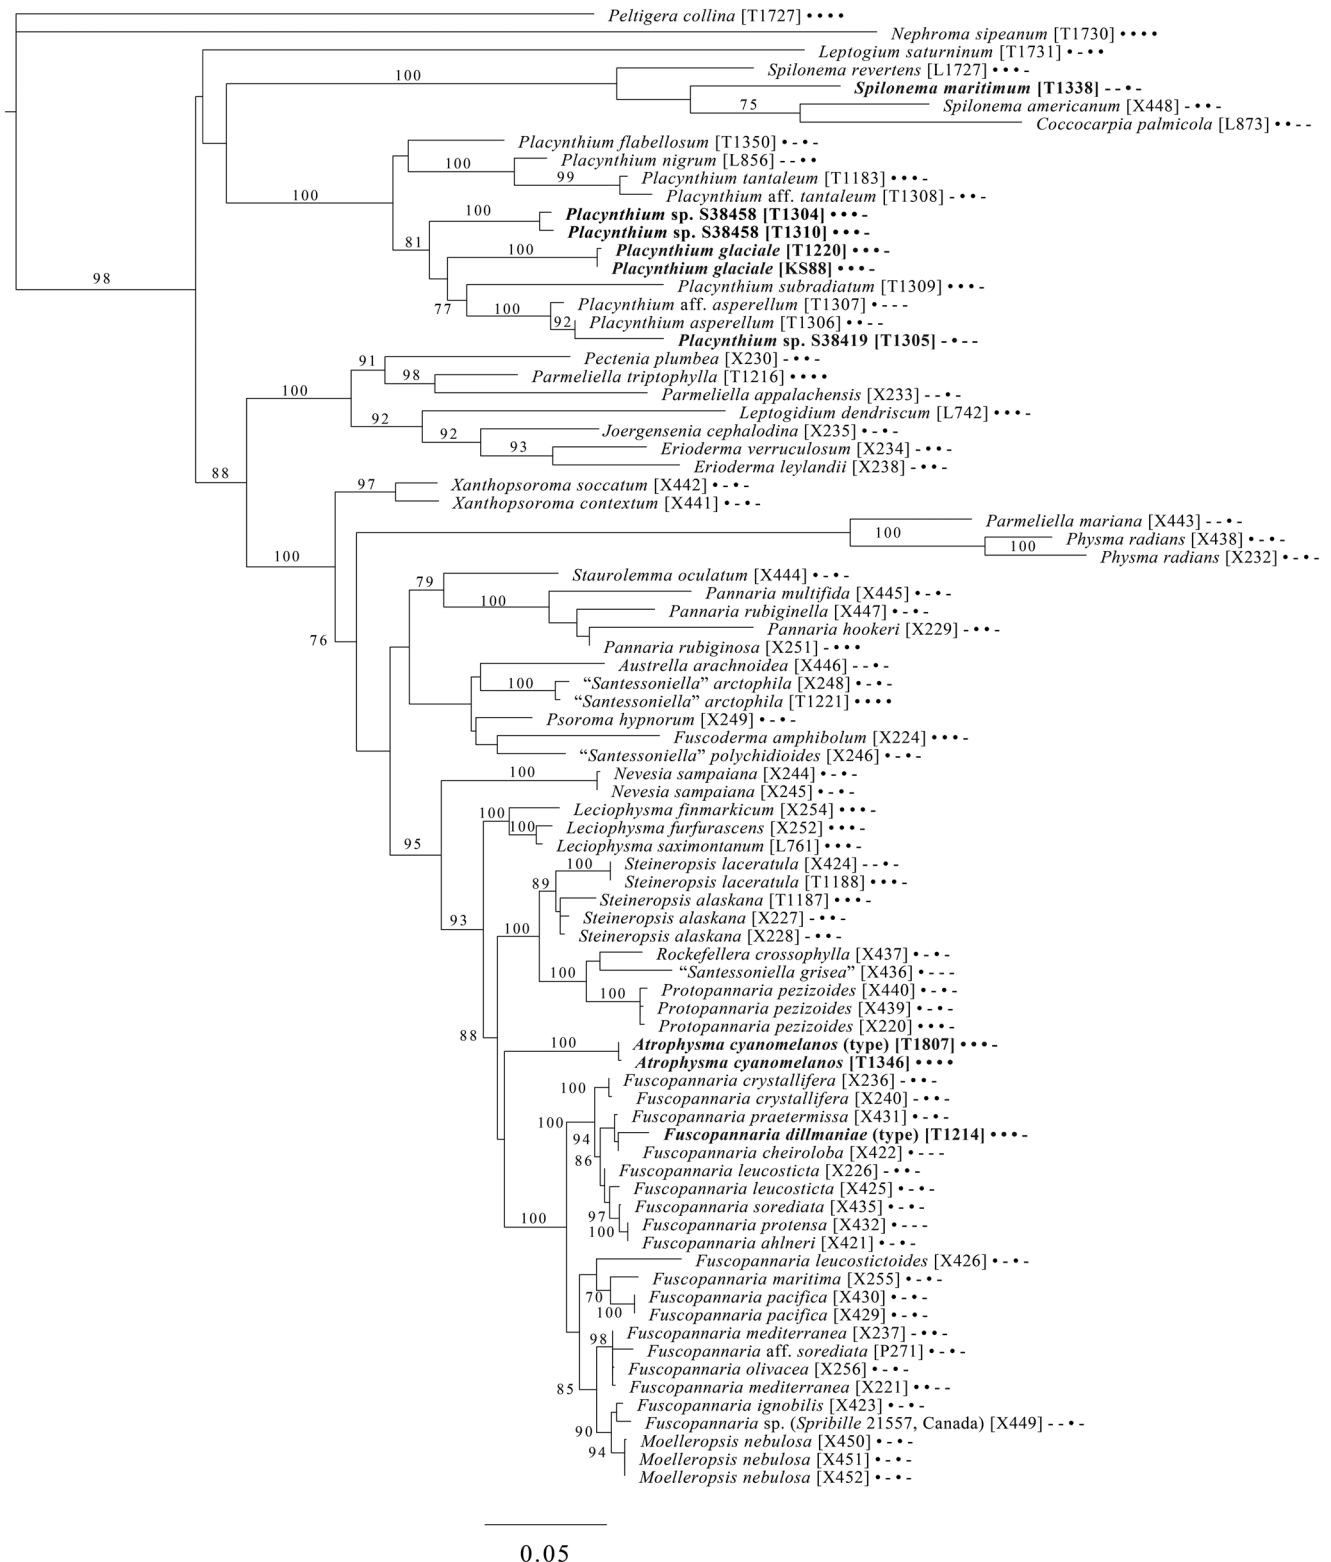 Peltigera collina [T1727] ••••
Nephroma sipeanum [T1730] ••••
Leptogium saturninum [T1731] •-••
Spilonema revertens [L1727] •••-
100
Spilonema maritimum [T1338] --•-
75
Spilonema americanum [X448] -••-
Coccocarpia palmicola [L873] ••--
Placynthium flabellosum [T1350] •-•-
100
Placynthium nigrum [L856] --••
99
Placynthium tantaleum [T1183] •••-
100
Placynthium aff. tantaleum [T1308] -••-
100
Placynthium sp. S38458 [T1304] •••-
Placynthium sp. S38458 [T1310] •••-
81
100
Placynthium glaciale [T1220] •••-
Placynthium glaciale [KS88] •••-
98
Placynthium subradiatum [T1309] •••-
77
100
Placynthium aff. asperellum [T1307] •---
92
Placynthium asperellum [T1306] ••--
Placynthium sp. S38419 [T1305] -•--
91
Pectenia plumbea [X230] -••-
98
Parmeliella triptophylla [T1216] ••••
100
Parmeliella appalachensis [X233] --•-
92
Leptogidium dendriscum [L742] •••-
92
Joergensenia cephalodina [X235] •-•-
93
Erioderma verruculosum [X234] -••-
Erioderma leylandii [X238] -••-
88
97
Xanthopsoroma soccatum [X442] •-•-
Xanthopsoroma contextum [X441] •-•-
Parmeliella mariana [X443] --•-
100
Physma radians [X438] •-•-
100
100
Physma radians [X232] •-•-
79
Staurolemma oculatum [X444] •-•-
100
Pannaria multifida [X445] •-•-
Pannaria rubiginella [X447] •-•-
Pannaria hookeri [X229] -••-
76
Pannaria rubiginosa [X251] -•••
Austrella arachnoidea [X446] --•-
100
“Santessoniella” arctophila [X248] •-•-
“Santessoniella” arctophila [T1221] ••••
Psoroma hypnorum [X249] •-•-
Fuscoderma amphibolum [X224] •••-
“Santessoniella” polychidioides [X246] •-•-
100
Nevesia sampaiana [X244] •-•-
Nevesia sampaiana [X245] •-•-
100
Leciophysma finmarkicum [X254] •••-
100
Leciophysma furfurascens [X252] •••-
95
Leciophysma saximontanum [L761] •••-
100
Steineropsis laceratula [X424] --•-
89
Steineropsis laceratula [T1188] •••-
Steineropsis alaskana [T1187] •••-
93
Steineropsis alaskana [X227] -••-
100
Steineropsis alaskana [X228] -••-
Rockefellera crossophylla [X437] •-•-
100
“Santessoniella grisea” [X436] •---
100
Protopannaria pezizoides [X440] •-•-
Protopannaria pezizoides [X439] •-•-
Protopannaria pezizoides [X220] •••-
88
100
Atrophysma cyanomelanos (type) [T1807] •••-
Atrophysma cyanomelanos [T1346] ••••
100
Fuscopannaria crystallifera [X236] -••-
Fuscopannaria crystallifera [X240] -••-
100
Fuscopannaria praetermissa [X431] •-•-
94
Fuscopannaria dillmaniae (type) [T1214] •••-
86
Fuscopannaria cheiroloba [X422] •---
Fuscopannaria leucosticta [X226] -••-
Fuscopannaria leucosticta [X425] •-•-
97
Fuscopannaria sorediata [X435] •-•-
100
100
Fuscopannaria protensa [X432] •---
Fuscopannaria ahlneri [X421] •-•-
Fuscopannaria leucostictoides [X426] •-•-
Fuscopannaria maritima [X255] •-•-
70
Fuscopannaria pacifica [X430] •-•-
100
Fuscopannaria pacifica [X429] •-•-
98
Fuscopannaria mediterranea [X237] -••-
Fuscopannaria aff. sorediata [P271] •-•-
Fuscopannaria olivacea [X256] •-•-
85
Fuscopannaria mediterranea [X221] ••--
Fuscopannaria ignobilis [X423] •-•-
90
Fuscopannaria sp. (Spribille 21557, Canada) [X449] --•-
Moelleropsis nebulosa [X450] •-•-
94
Moelleropsis nebulosa [X451] •-•-
Moelleropsis nebulosa [X452] •-•-
0.05